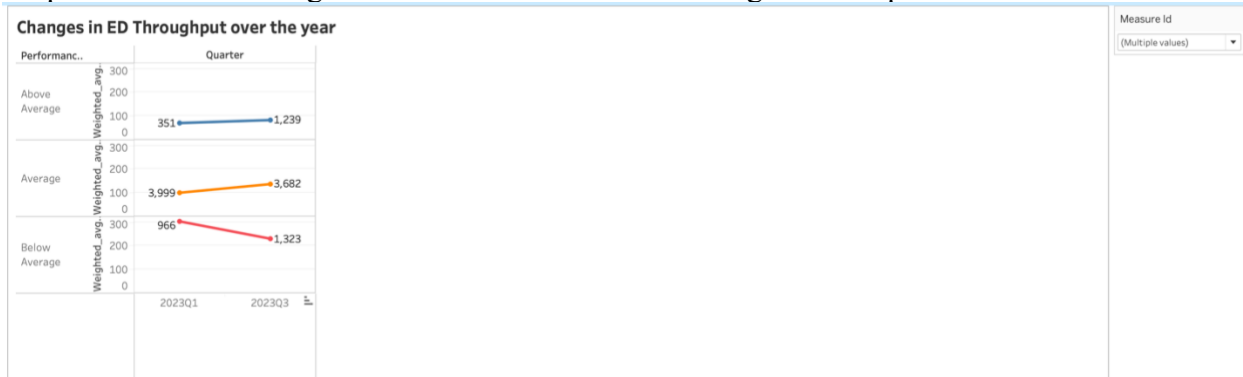 Changes in ED Throughput over the year
Measure Id
(Multiple values)
Performanc..
Quarter
Above
Average
Weighted_avg.
300
200
100
0
351
1,239
Average
Weighted_avg.
300
200
100
0
3,999
3,682
Below
Average
Weighted_avg.
300
200
100
0
966
1,323
2023Q1
2023Q3